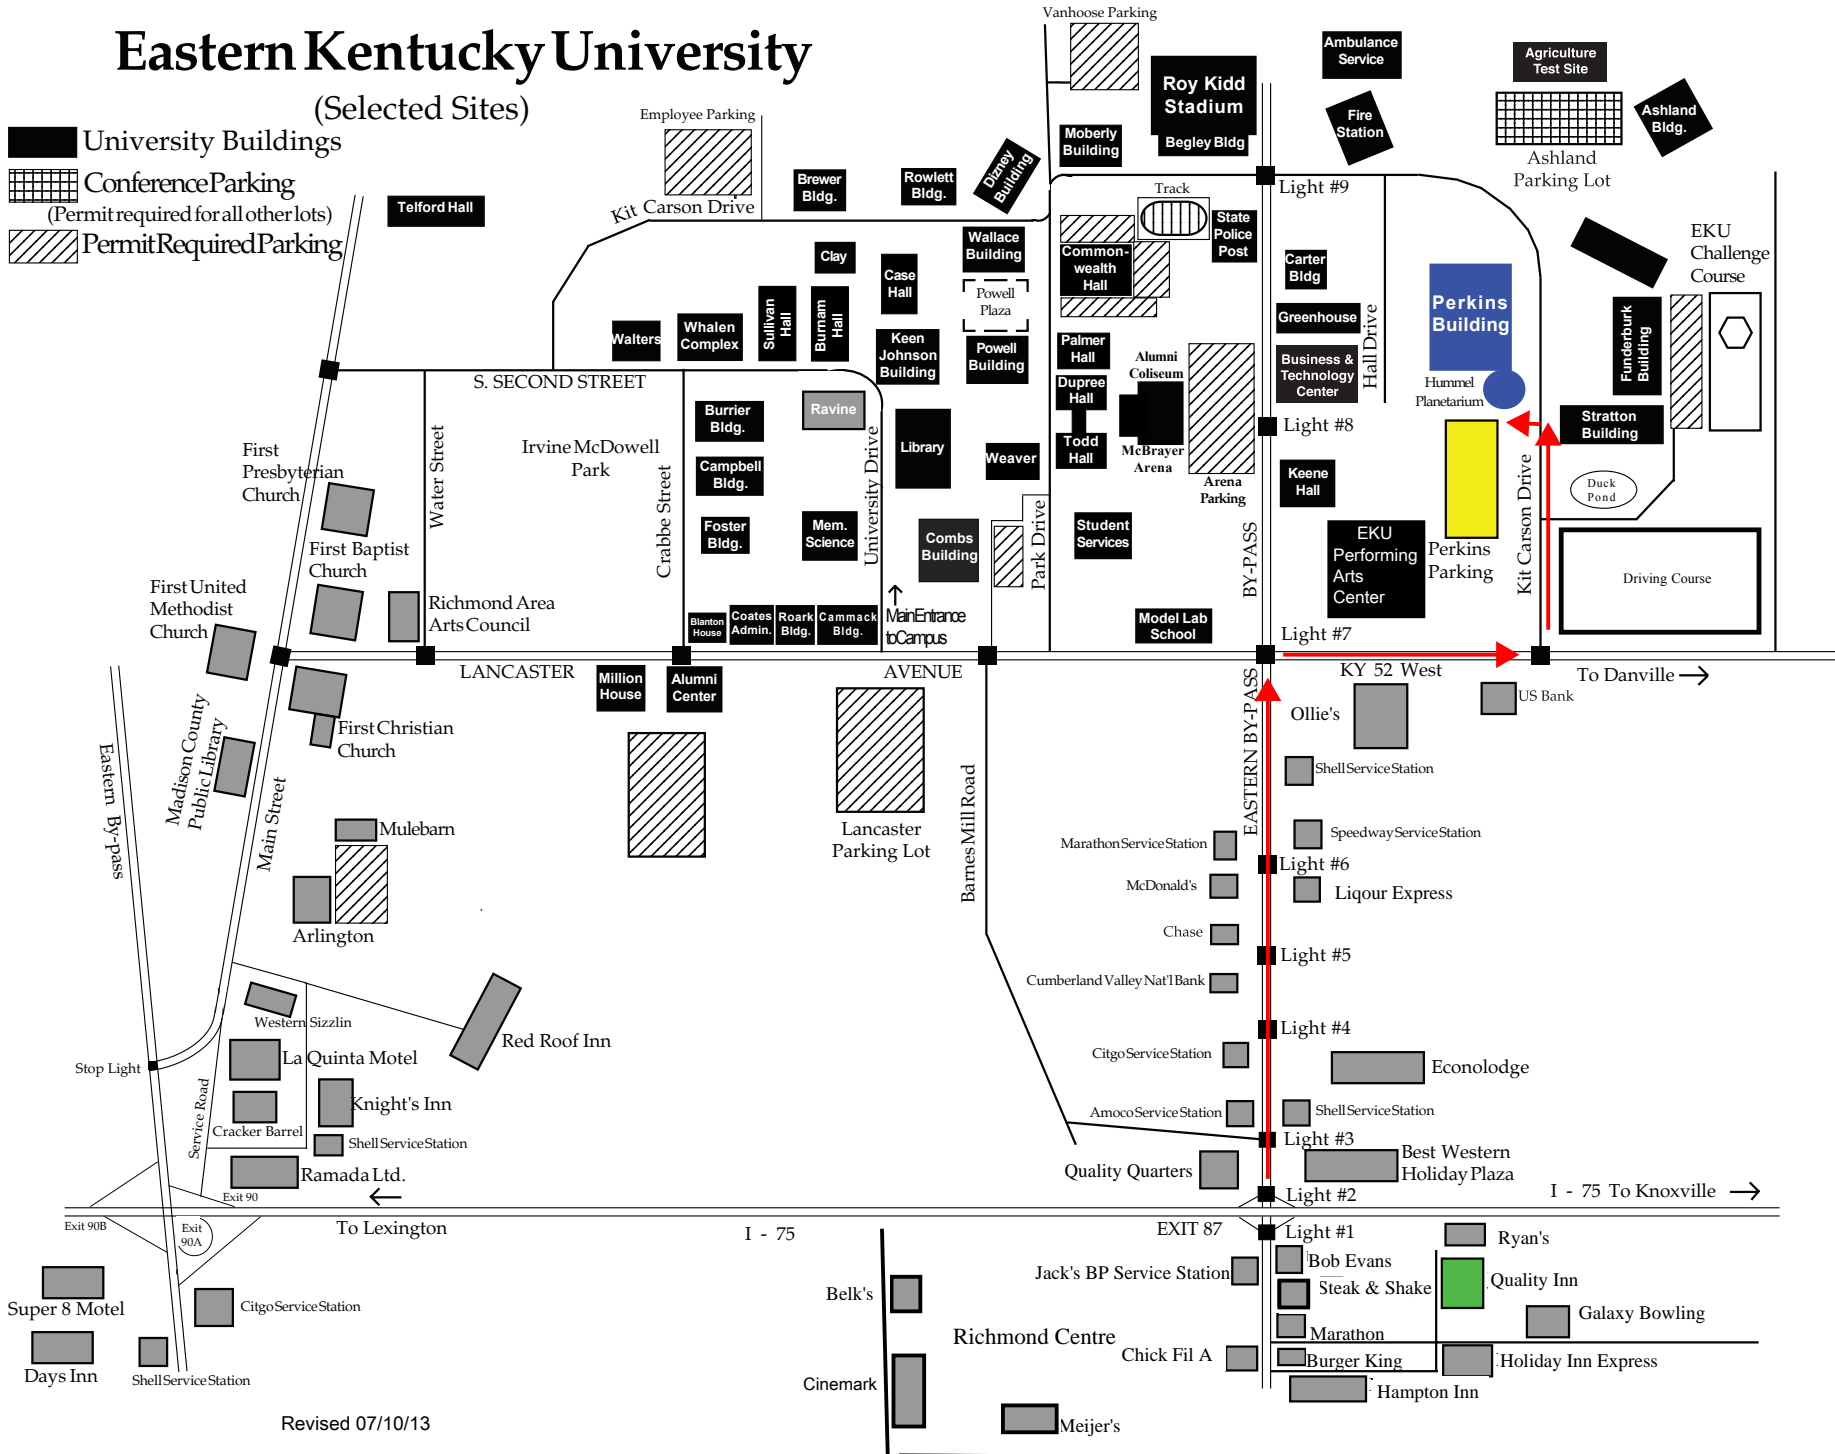 Eastern Kentucky University
(Selected Sites)
University Buildings
Conference Parking
(Permit required for all other lots)
Permit Required Parking
Vanhoose Parking
Employee Parking
Kit Carson Drive
Telford Hall
Brewer
Bldg.
Rowlett
Bldg.
Dizney
Building
Moberly
Building
Roy Kidd
Stadium
Begley Bldg
Ambulance
Service
Fire
Station
Agriculture
Test Site
Ashland
Bldg.
Ashland
Parking Lot
Light #9
Track
State
Police
Post
Common-
wealth
Hall
Wallace
Building
Powell
Plaza
Powell
Building
Clay
Case
Hall
Sullivan
Hall
Burnam
Hall
Keen
Johnson
Building
Walters
Whalen
Complex
S. SECOND STREET
Carter
Bldg
Greenhouse
Business &
Technology
Center
Hall Drive
Perkins
Building
Hummel
Planetarium
EKU
Challenge
Course
Funderburk
Building
Stratton
Building
Palmer
Hall
Dupree
Hall
Todd
Hall
Alumni
Coliseum
McBrayer
Arena
Arena
Parking
Light #8
Burrier
Bldg.
Ravine
Irvine McDowell
Park
Campbell
Bldg.
Foster
Bldg.
Mem.
Science
Library
Weaver
Combs
Building
Student
Services
Keene
Hall
EKU
Performing
Arts
Center
Perkins
Parking
Kit Carson Drive
Duck
Pond
Driving Course
First
Presbyterian
Church
First Baptist
Church
First United
Methodist
Church
Richmond Area
Arts Council
Water Street
Crabbe Street
University Drive
Park Drive
BY-PASS
Blanton
House
Coates
Admin.
Roark
Bldg.
Cammack
Bldg.
Main Entrance
to Campus
Model Lab
School
Light #7
LANCASTER
AVENUE
KY 52 West
To Danville
Million
House
Alumni
Center
First Christian
Church
Madison County
Public Library
Main Street
Eastern By-pass
EASTERN BY-PASS
Ollie's
US Bank
Shell Service Station
Lancaster
Parking Lot
Barnes Mill Road
Mulebarn
Arlington
Marathon Service Station
Speedway Service Station
Light #6
McDonald's
Liqour Express
Chase
Light #5
Cumberland Valley Nat'l Bank
Light #4
Citgo Service Station
Econolodge
Amoco Service Station
Shell Service Station
Light #3
Quality Quarters
Best Western
Holiday Plaza
Light #2
I - 75 To Knoxville
Western Sizzlin
Red Roof Inn
La Quinta Motel
Stop Light
Service Road
Knight's Inn
Cracker Barrel
Shell Service Station
Ramada Ltd.
Exit 90
Exit 90B
Exit
90A
To Lexington
I - 75
EXIT 87
Light #1
Ryan's
Bob Evans
Jack's BP Service Station
Steak & Shake
Quality Inn
Galaxy Bowling
Marathon
Chick Fil A
Burger King
Holiday Inn Express
Hampton Inn
Belk's
Richmond Centre
Cinemark
Meijer's
Super 8 Motel
Citgo Service Station
Days Inn
Shell Service Station
Revised 07/10/13